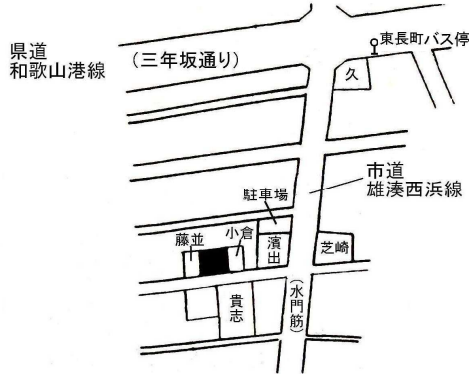 県道
和歌山港線
(三年坂通り)
東長町バス停
久
市道
雄湊西浜線
駐車場
藤並
小倉
濱出
芝崎
貴志
(水門筋)